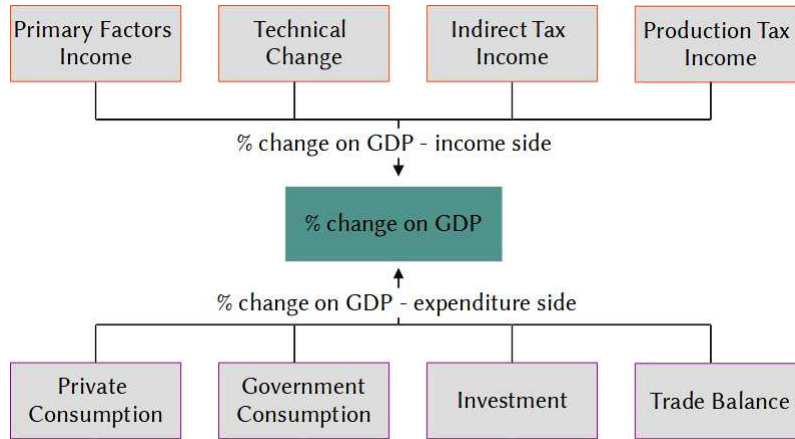 Primary Factors
Income
Technical
Change
Indirect Tax
Income
Production Tax
Income
% change on GDP - income side
% change on GDP
% change on GDP - expenditure side
Private
Consumption
Government
Consumption
Investment
Trade Balance